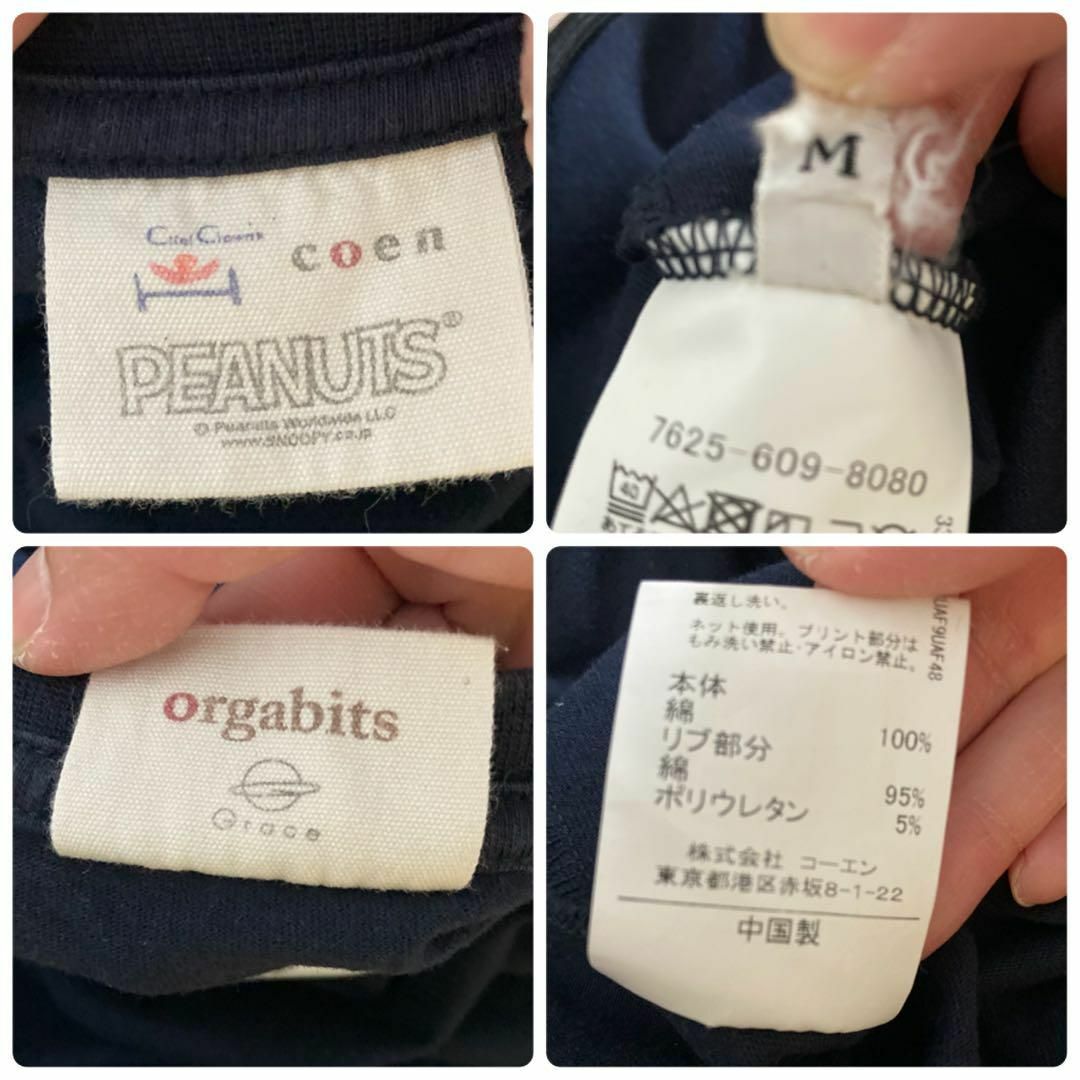 coen
PEANUTS®
© Peanuts Worldwide LLC
www.SNOOPY.co.jp
M
7625-609-8080
40
orgabits
Grace
裏返し洗い。
ネット使用。プリント部分は
もみ洗い禁止・アイロン禁止。
本体
綿 100%
リブ部分
綿 95%
ポリウレタン 5%
株式会社 コーエン
東京都港区赤坂8-1-22
中国製